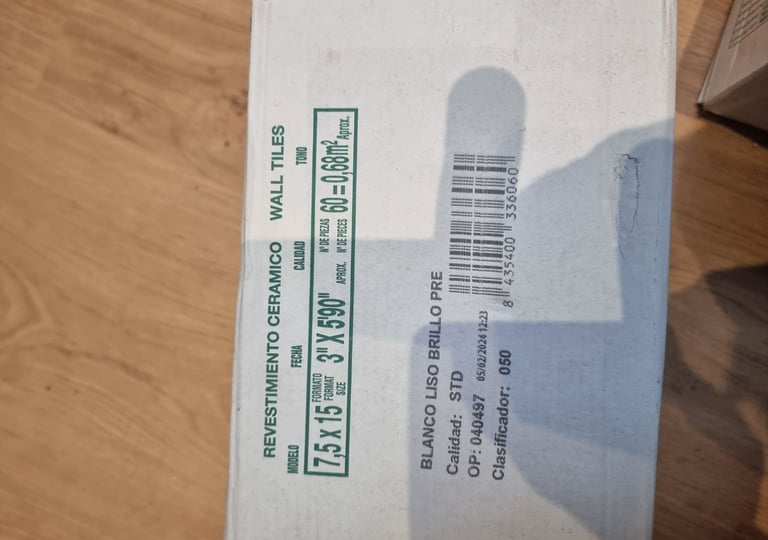 REVESTIMIENTO CERAMICO WALL TILES
MODELO FECHA CALIDAD TONO
7,5 x 15 FORMATO FORMAT SIZE 3" X 5'90" APROX. Nº DE PIEZAS Nº DE PIECES 60=0,68m² Aprox.
BLANCO LISO BRILLO PRE
Calidad: STD
OP: 040497 05/02/2024 12:23
Clasificador: 050
8 435400 336060